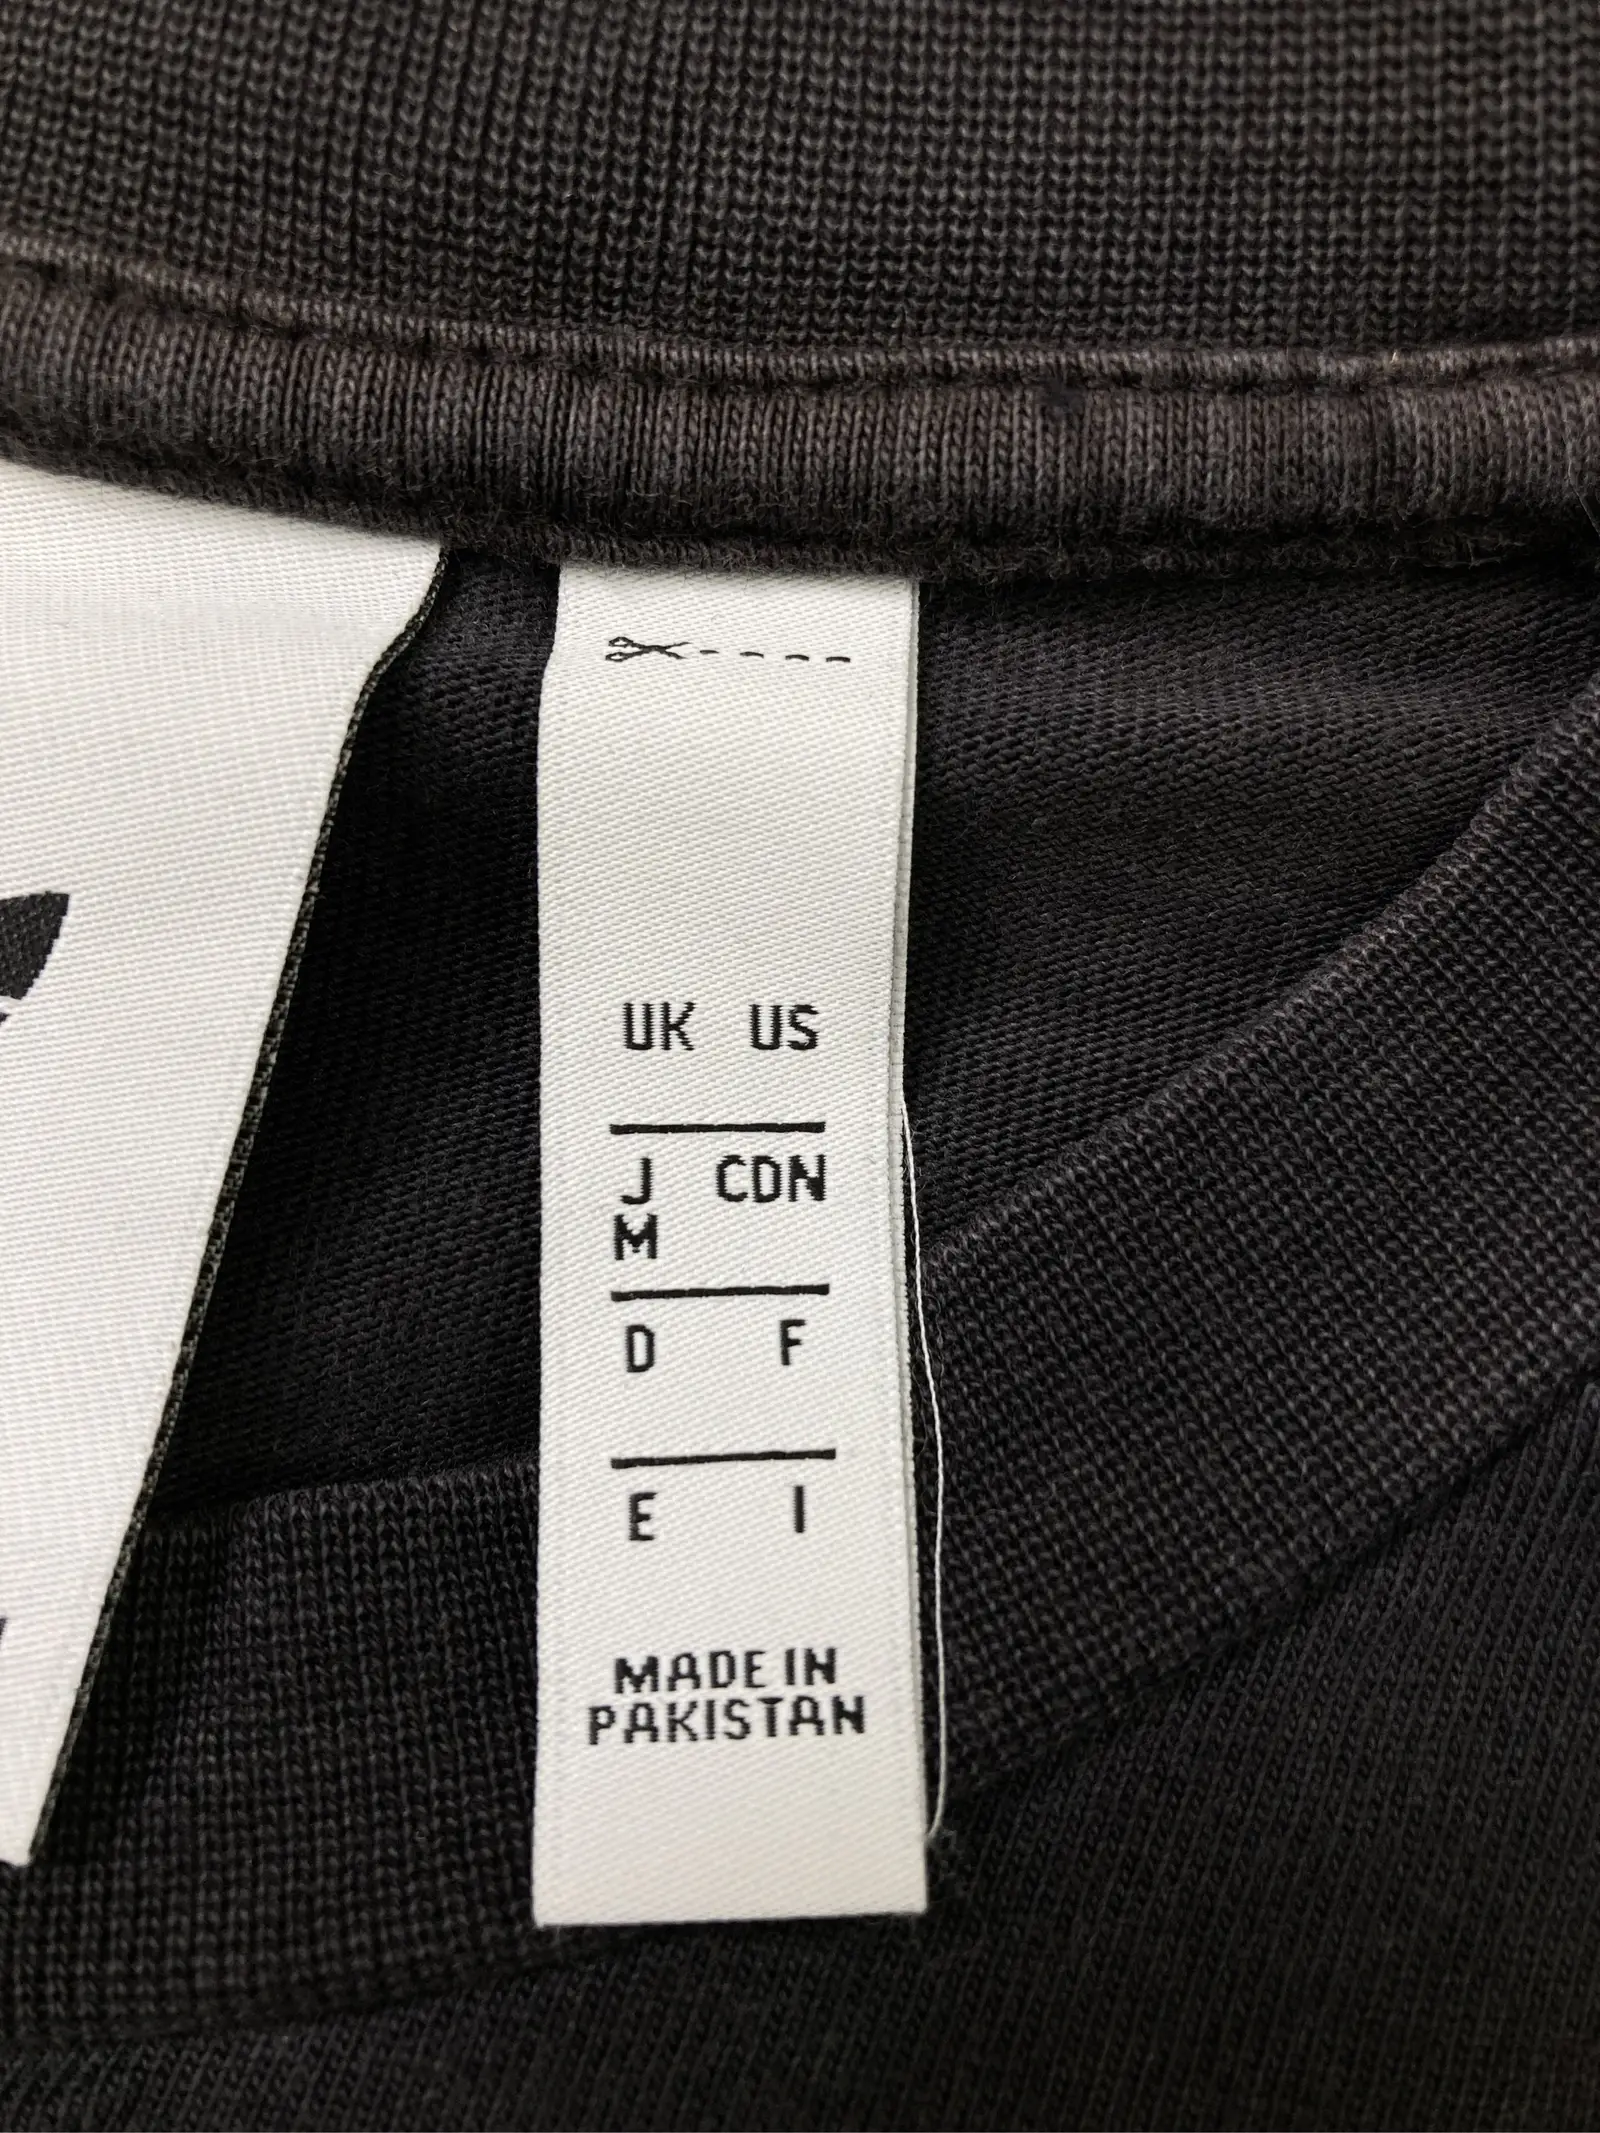 UK US
J CDN
M
D F
E I
MADE IN
PAKISTAN